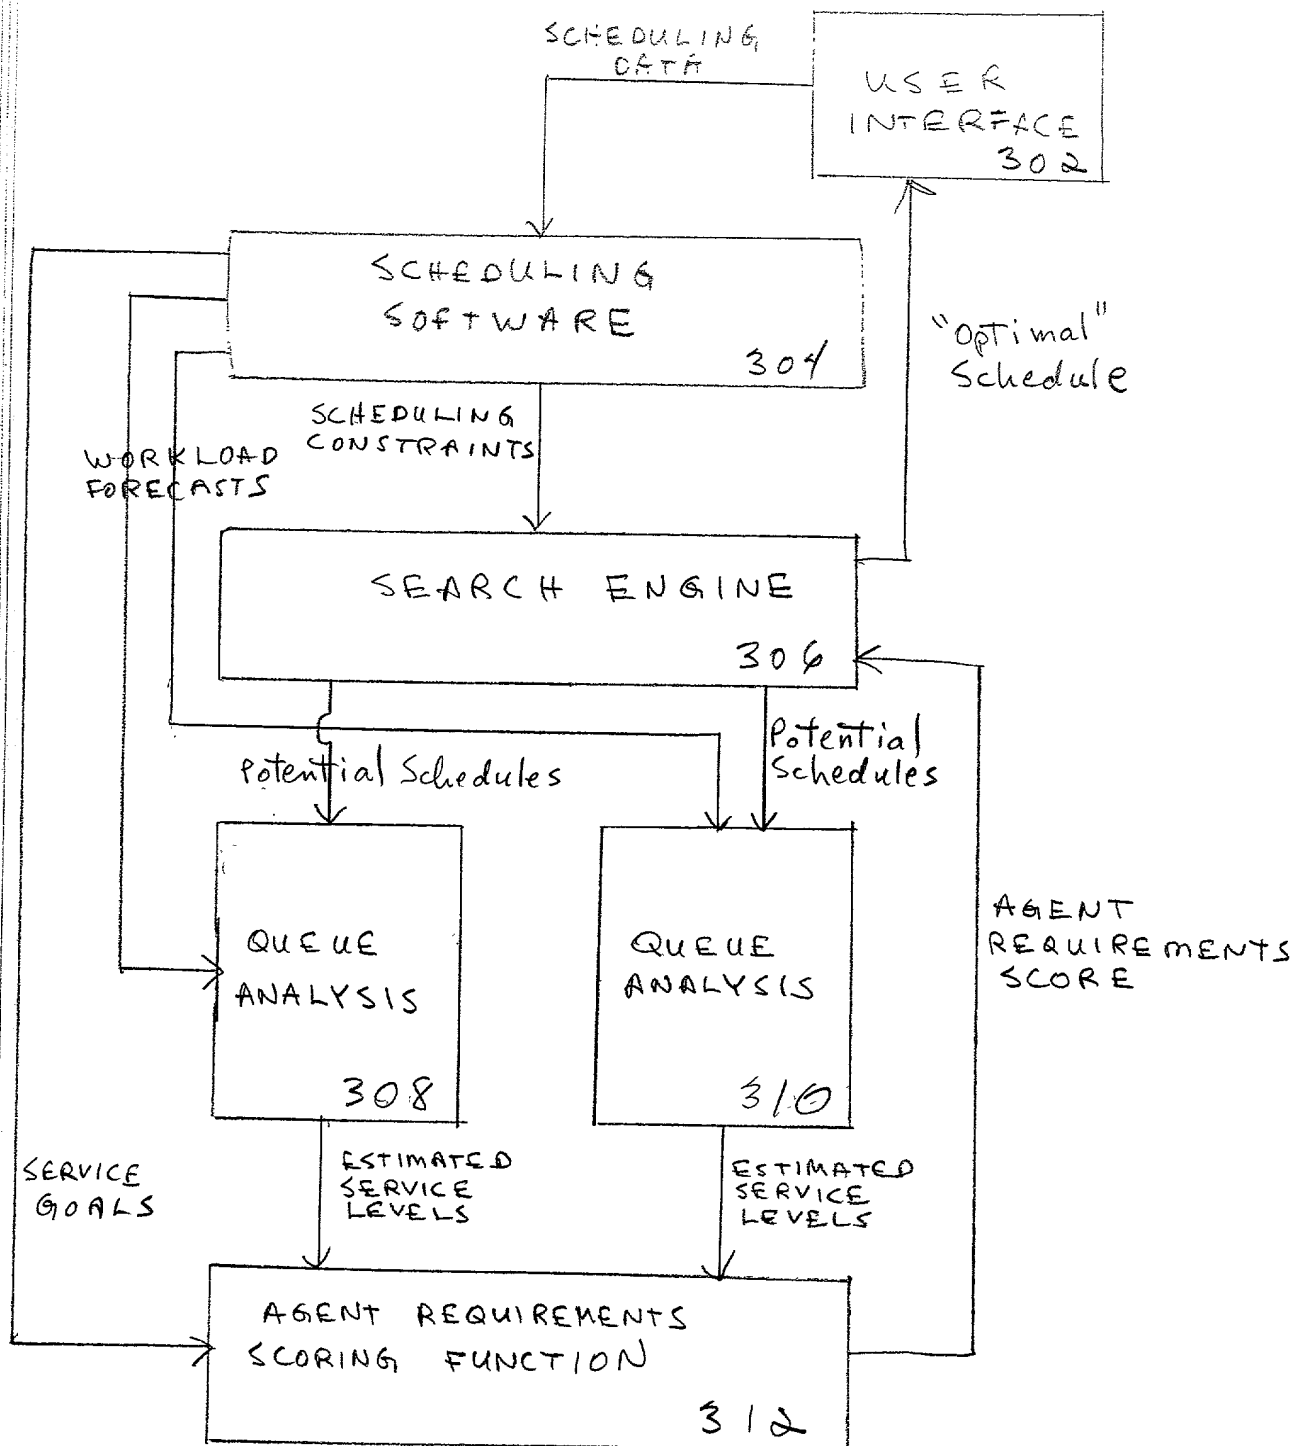 SCHEDULING
DATA
USER
INTERFACE
302
SCHEDULING
SOFTWARE
304
"OpTimal"
Schedule
SCHEDULING
CONSTRAINTS
WORKLOAD
FORECASTS
SEARCH ENGINE
306
Potential Schedules
Potential
Schedules
QUEUE
ANALYSIS
308
QUEUE
ANALYSIS
310
AGENT
REQUIREMENTS
SCORE
SERVICE
GOALS
ESTIMATED
SERVICE
LEVELS
ESTIMATED
SERVICE
LEVELS
AGENT REQUIREMENTS
SCORING FUNCTION
312